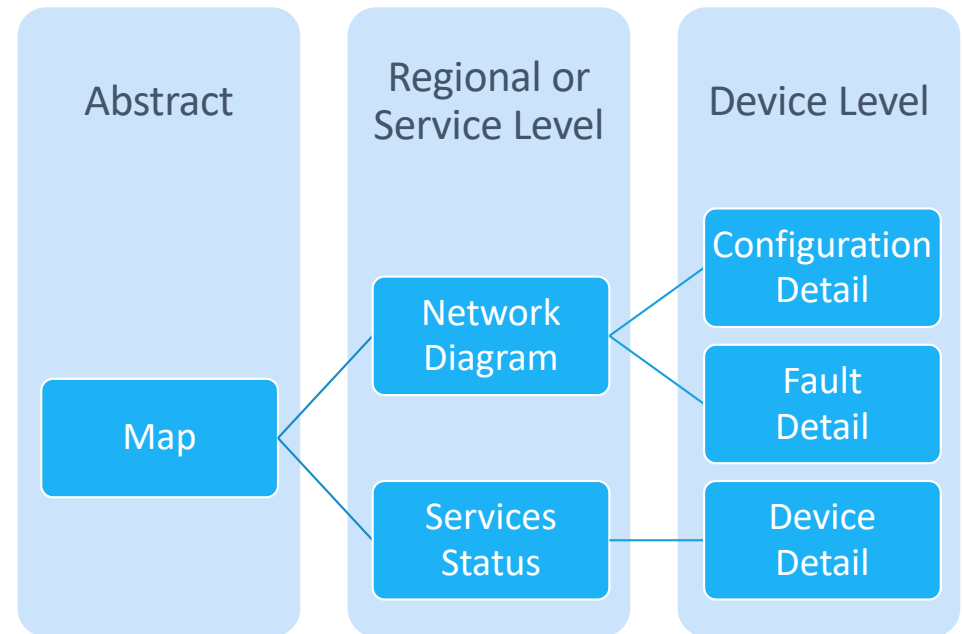 Abstract
Regional or
Service Level
Device Level
Map
Network
Diagram
Services
Status
Configuration
Detail
Fault
Detail
Device
Detail